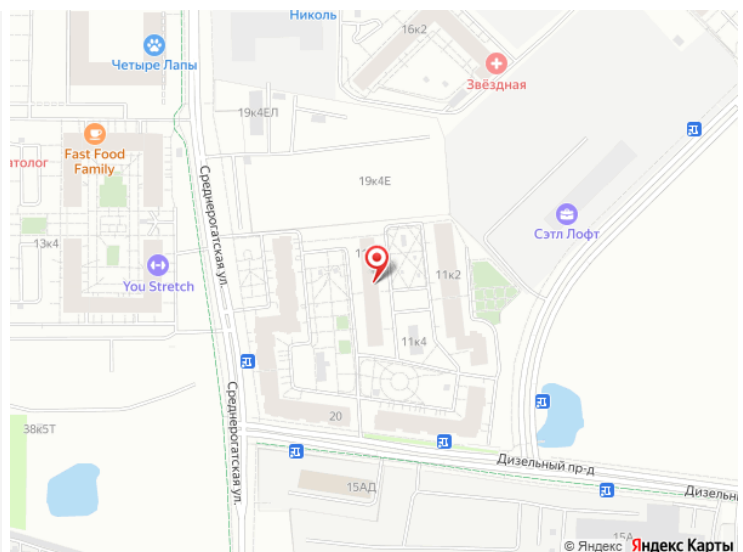 Николь
16к2
Четыре Лапы
Звёздная
19к4ЕЛ
Fast Food
Family
атолог
19к4Е
Среднерогатская ул.
Сэтл Лофт
13к4
11к2
You Stretch
11к4
Среднерогатская ул.
20
38к5Т
Дизельный пр-д
15АД
Дизельны
15А
© Яндекс Яндекс Карты